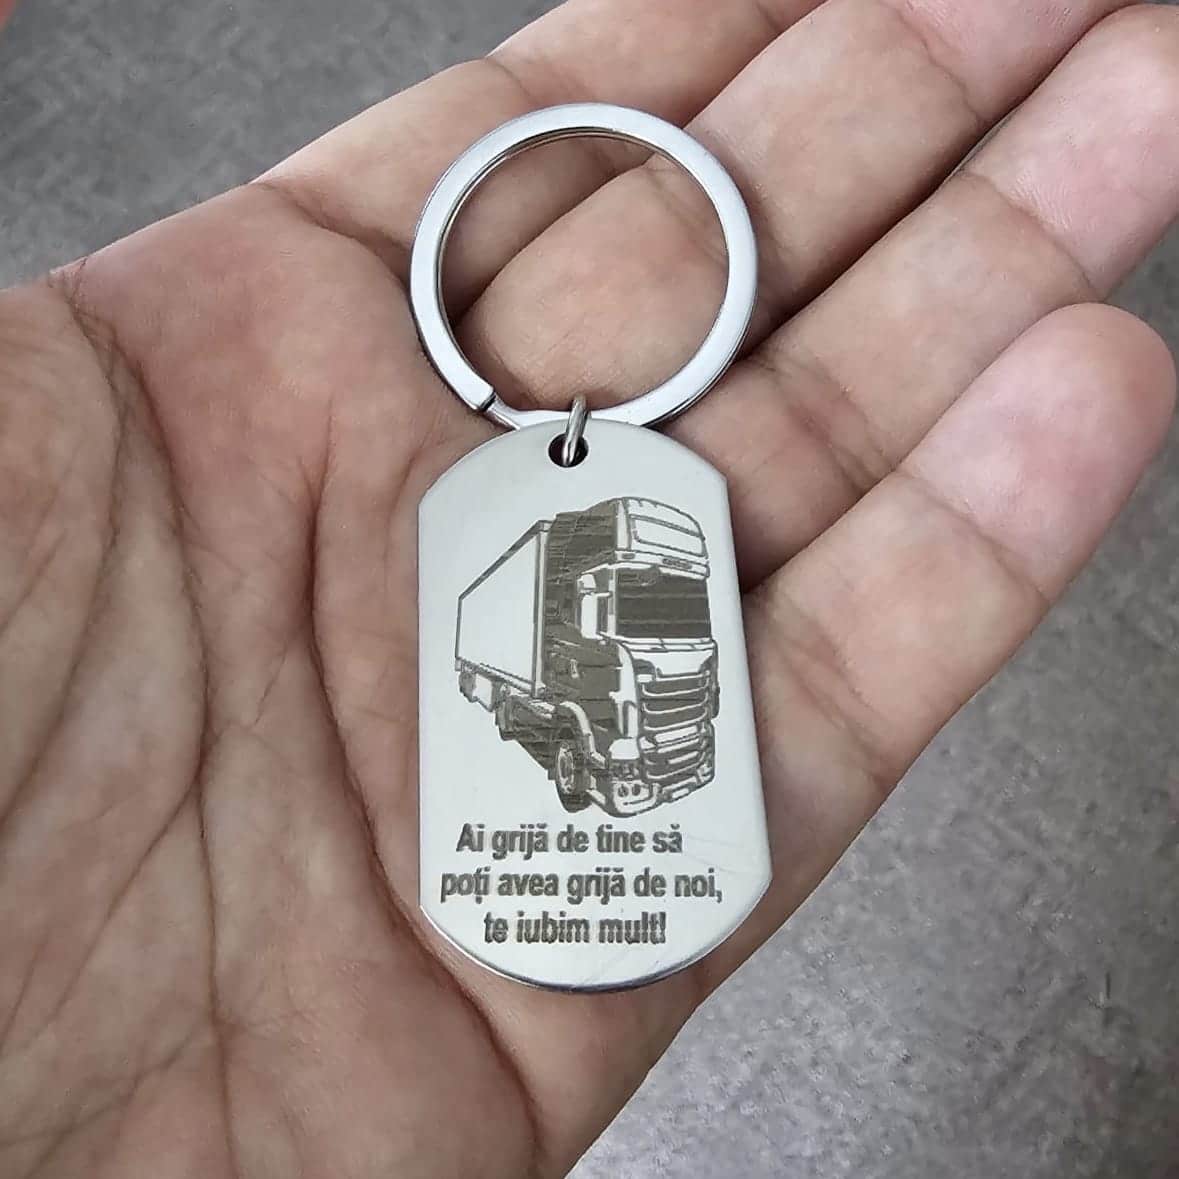 Ai grijă de tine să
poți avea grijă de noi,
te iubim mult!